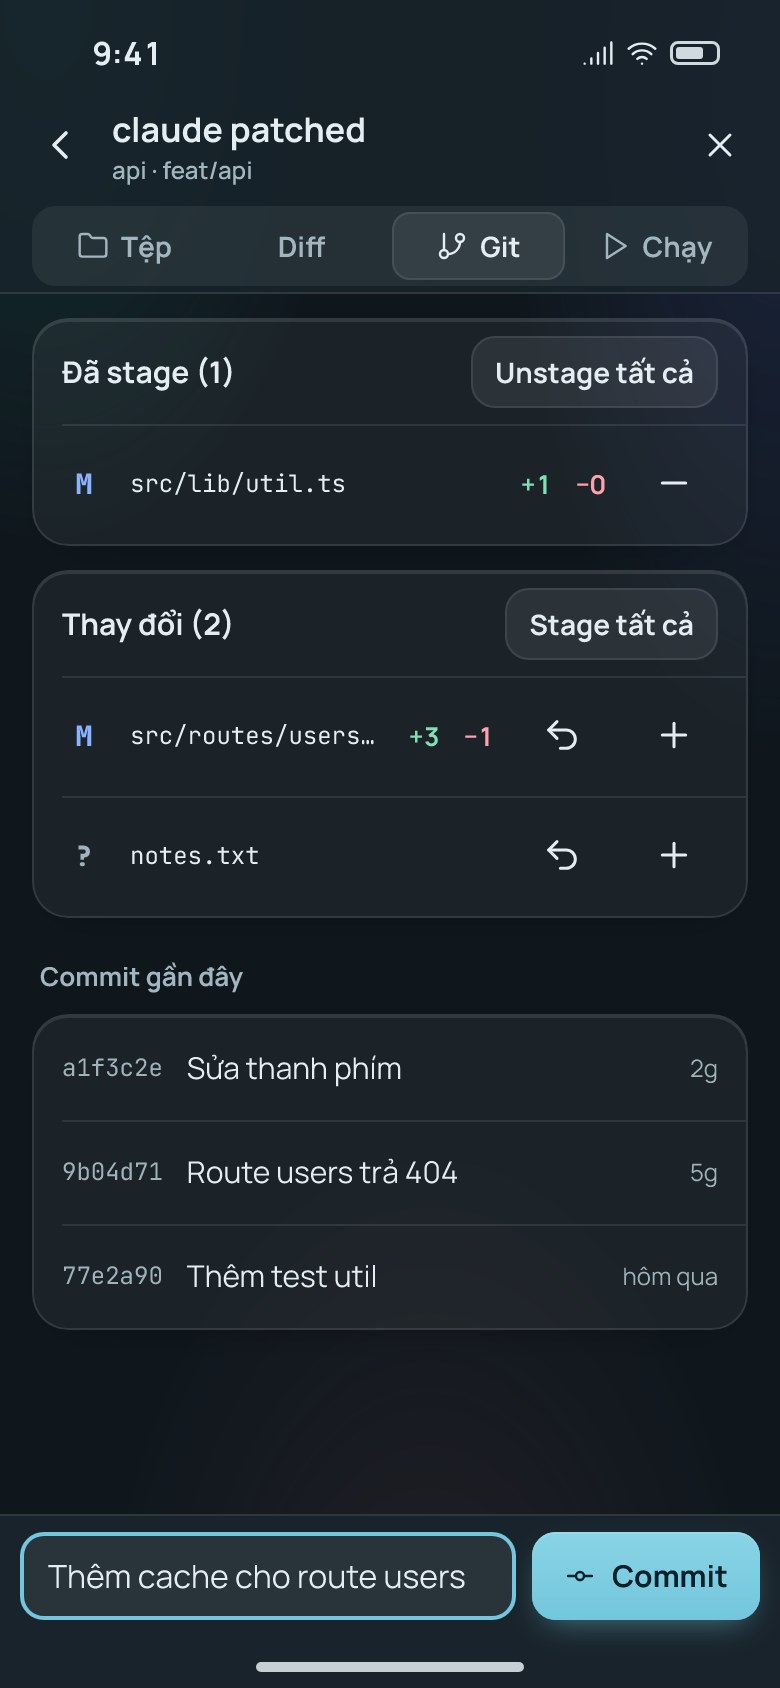 9:41
claude patched
api · feat/api
Tệp
Diff
Git
Chạy
Đã stage (1)
Unstage tất cả
M src/lib/util.ts +1 −0
Thay đổi (2)
Stage tất cả
M src/routes/users… +3 −1
? notes.txt
Commit gần đây
a1f3c2e Sửa thanh phím 2g
9b04d71 Route users trả 404 5g
77e2a90 Thêm test util hôm qua
Thêm cache cho route users
Commit